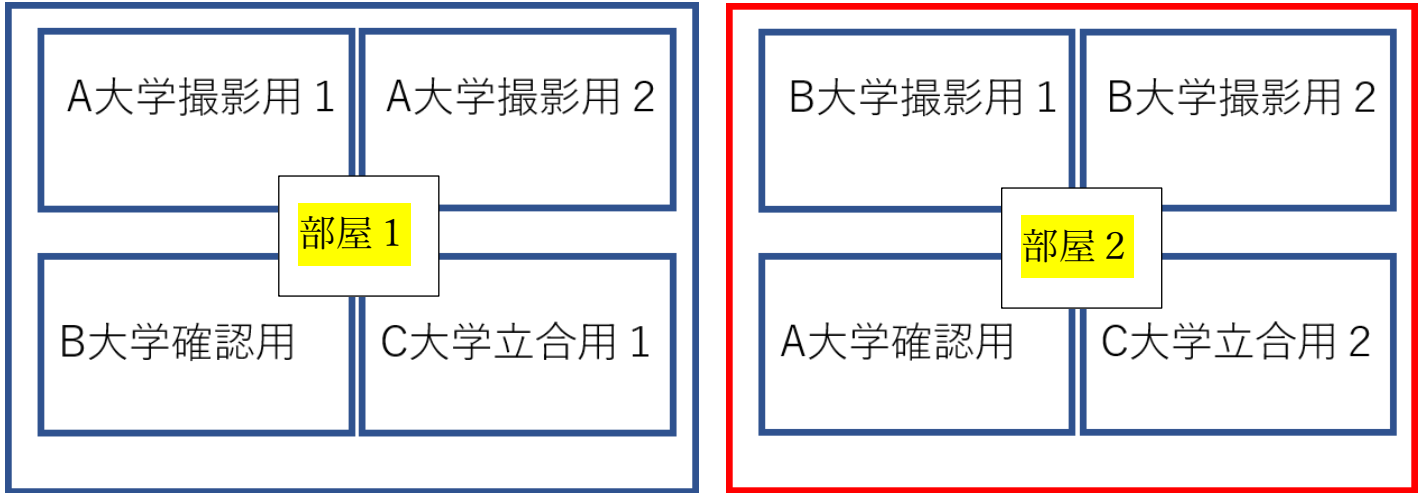 A大学撮影用１
A大学撮影用２
部屋１
B大学確認用
C大学立合用１
B大学撮影用１
B大学撮影用２
部屋２
A大学確認用
C大学立合用２